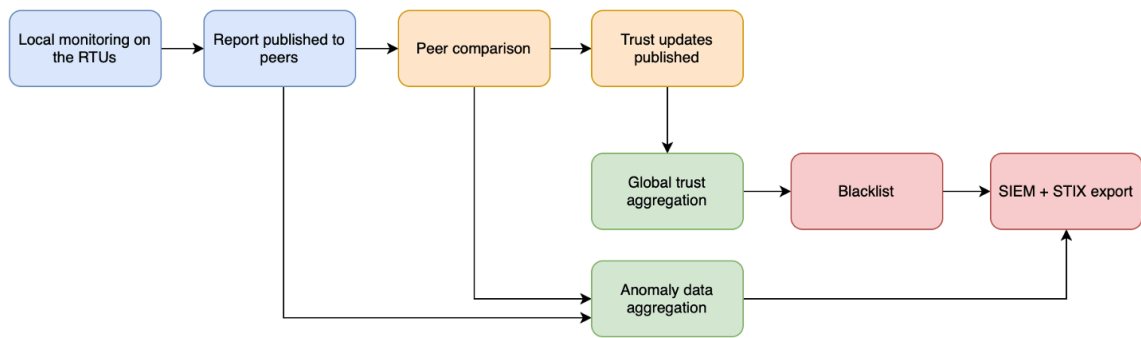 Local monitoring on
the RTUs
Report published to
peers
Peer comparison
Trust updates
published
Global trust
aggregation
Blacklist
SIEM + STIX export
Anomaly data
aggregation